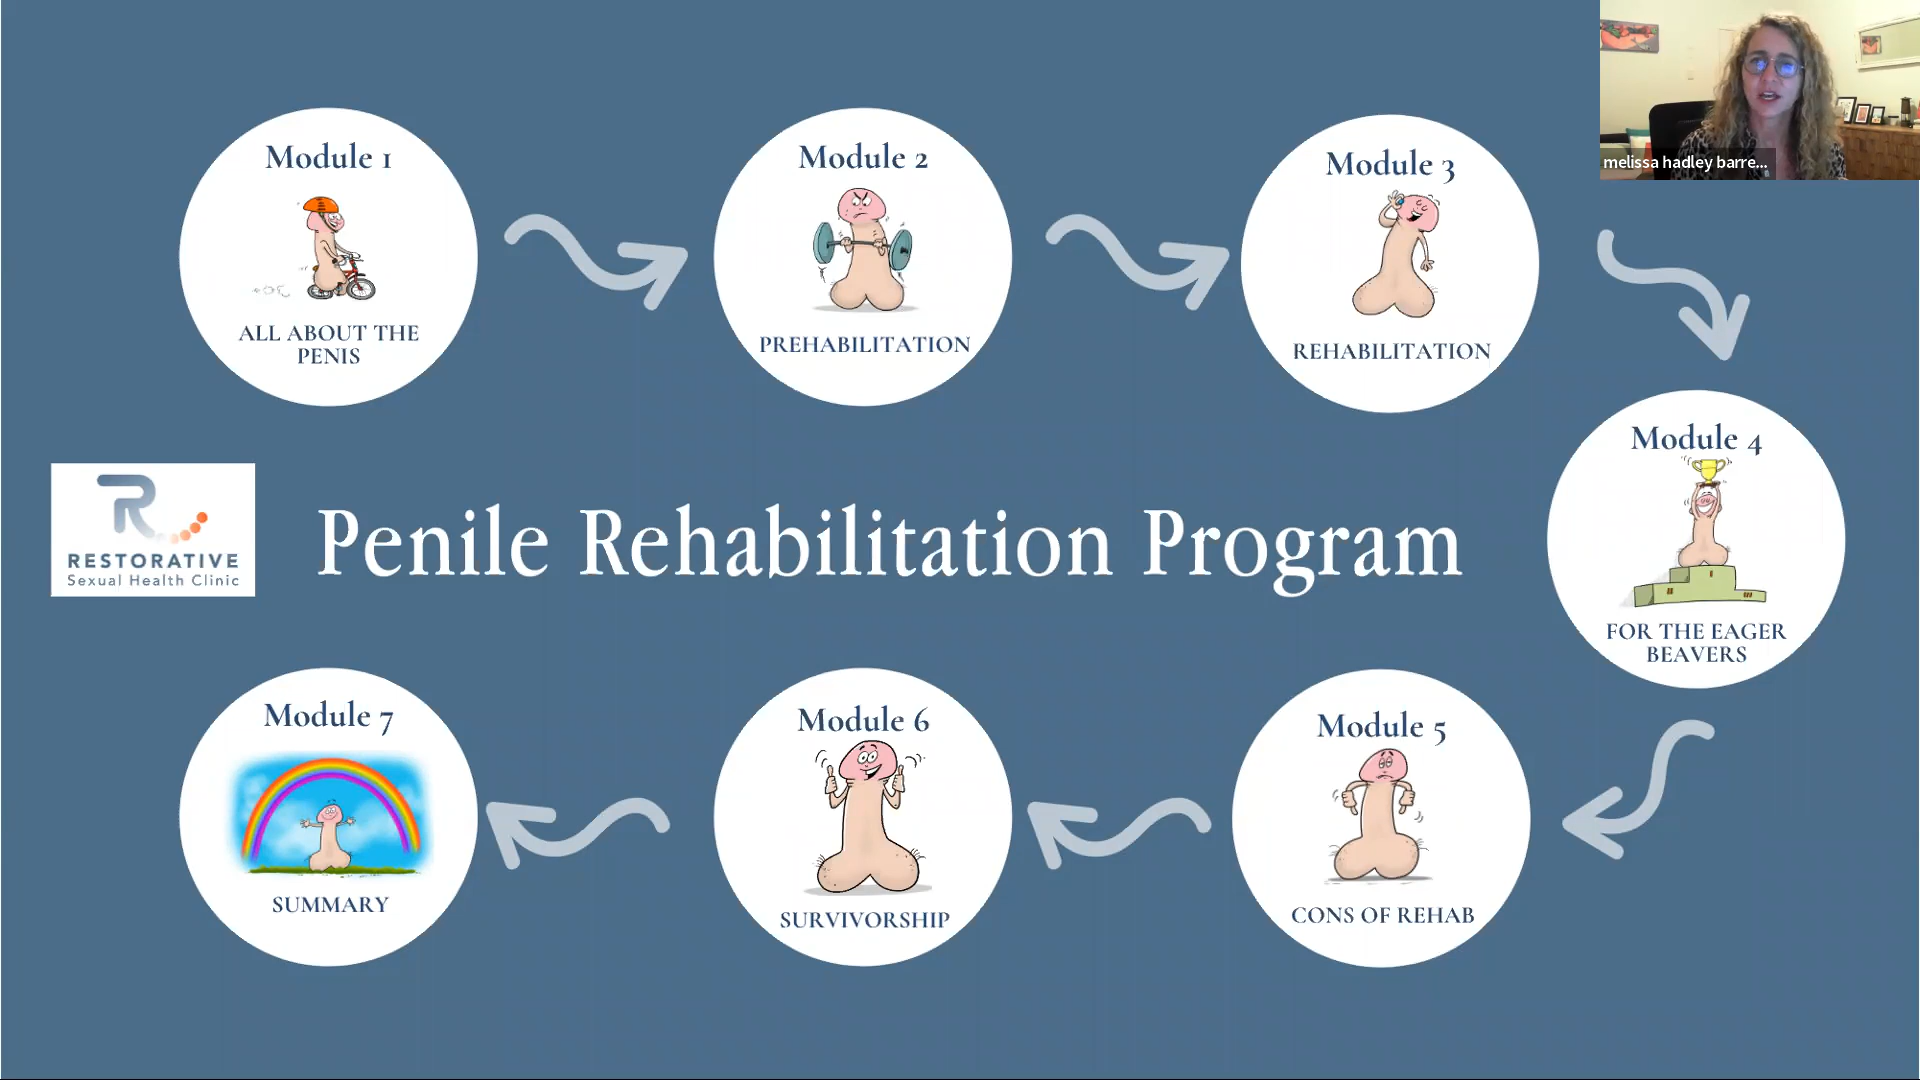 melissa hadley barre...
Module 1
ALL ABOUT THE
PENIS
Module 2
PREHABILITATION
Module 3
REHABILITATION
Module 4
FOR THE EAGER
BEAVERS
RESTORATIVE
Sexual Health Clinic
Penile Rehabilitation Program
Module 5
CONS OF REHAB
Module 6
SURVIVORSHIP
Module 7
SUMMARY